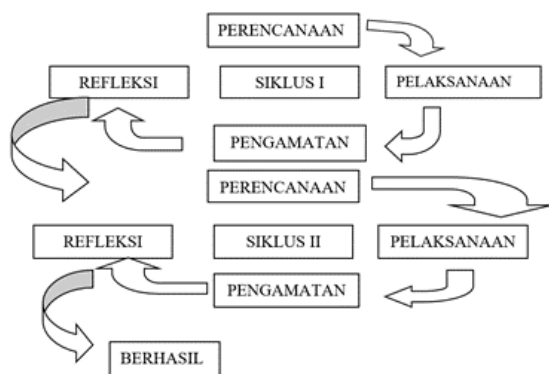 PERENCANAAN
REFLEKSI
SIKLUS I
PELAKSANAAN
PENGAMATAN
PERENCANAAN
REFLEKSI
SIKLUS II
PELAKSANAAN
PENGAMATAN
BERHASIL